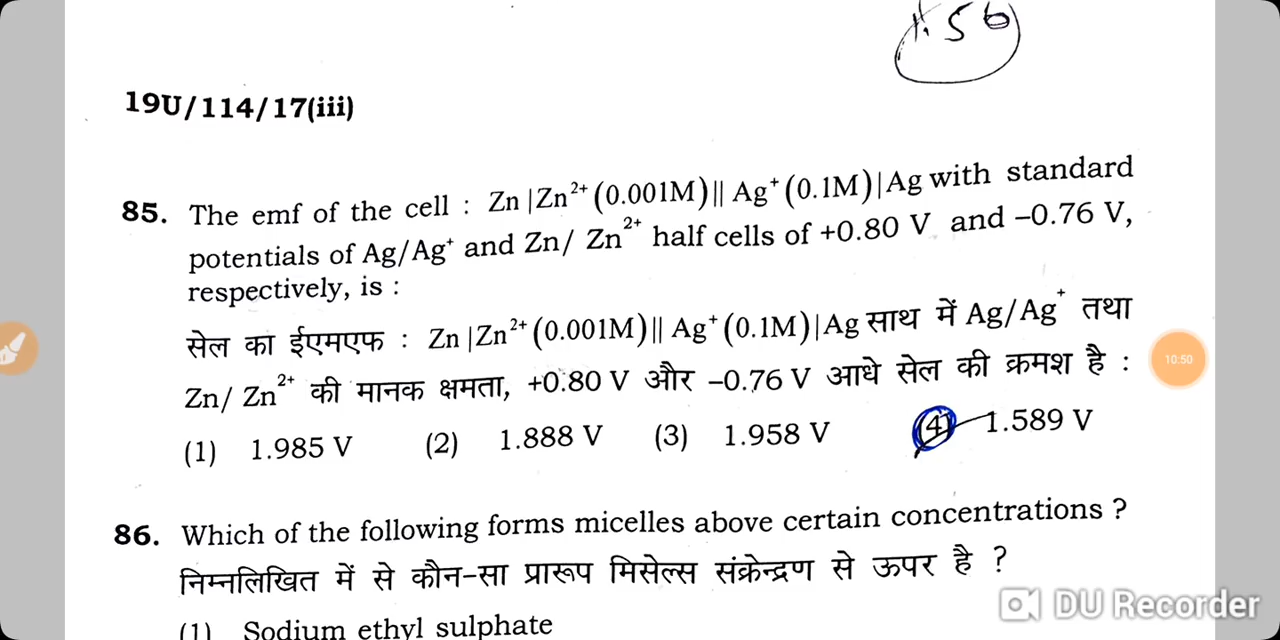 1.56
19U/114/17(iii)
85. The emf of the cell : Zn |Zn²⁺ (0.001M) || Ag⁺ (0.1M) | Ag with standard
potentials of Ag/Ag⁺ and Zn/ Zn²⁺ half cells of +0.80 V and –0.76 V,
respectively, is :
सेल का ईएमएफ : Zn |Zn²⁺ (0.001M) || Ag⁺ (0.1M) | Ag साथ में Ag/Ag⁺ तथा
Zn/ Zn²⁺ की मानक क्षमता, +0.80 V और –0.76 V आधे सेल की क्रमश है :
(1) 1.985 V (2) 1.888 V (3) 1.958 V (4) 1.589 V
10:50
86. Which of the following forms micelles above certain concentrations ?
निम्नलिखित में से कौन-सा प्रारूप मिसेल्स संक्रेन्द्रण से ऊपर है ?
(1) Sodium ethyl sulphate
DU Recorder